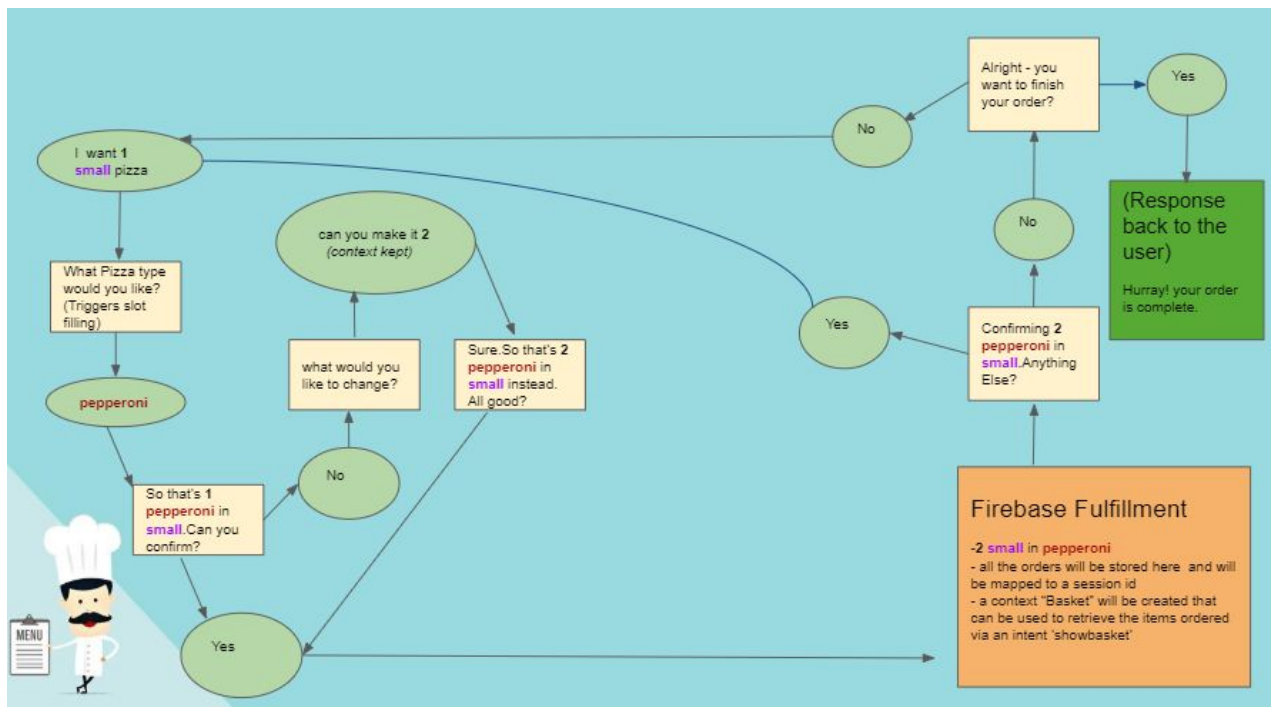 I want 1
small pizza
What Pizza type
would you like?
(Triggers slot
filling)
pepperoni
So that's 1
pepperoni in
small.Can you
confirm?
No
what would you
like to change?
can you make it 2
(context kept)
Sure.So that's 2
pepperoni in
small instead.
All good?
Yes
MENU
Firebase Fulfillment
-2 small in pepperoni
- all the orders will be stored here and will
be mapped to a session id
- a context "Basket" will be created that
can be used to retrieve the items ordered
via an intent 'showbasket'
Confirming 2
pepperoni in
small.Anything
Else?
Yes
No
Alright - you
want to finish
your order?
No
Yes
(Response
back to the
user)
Hurray! your order
is complete.